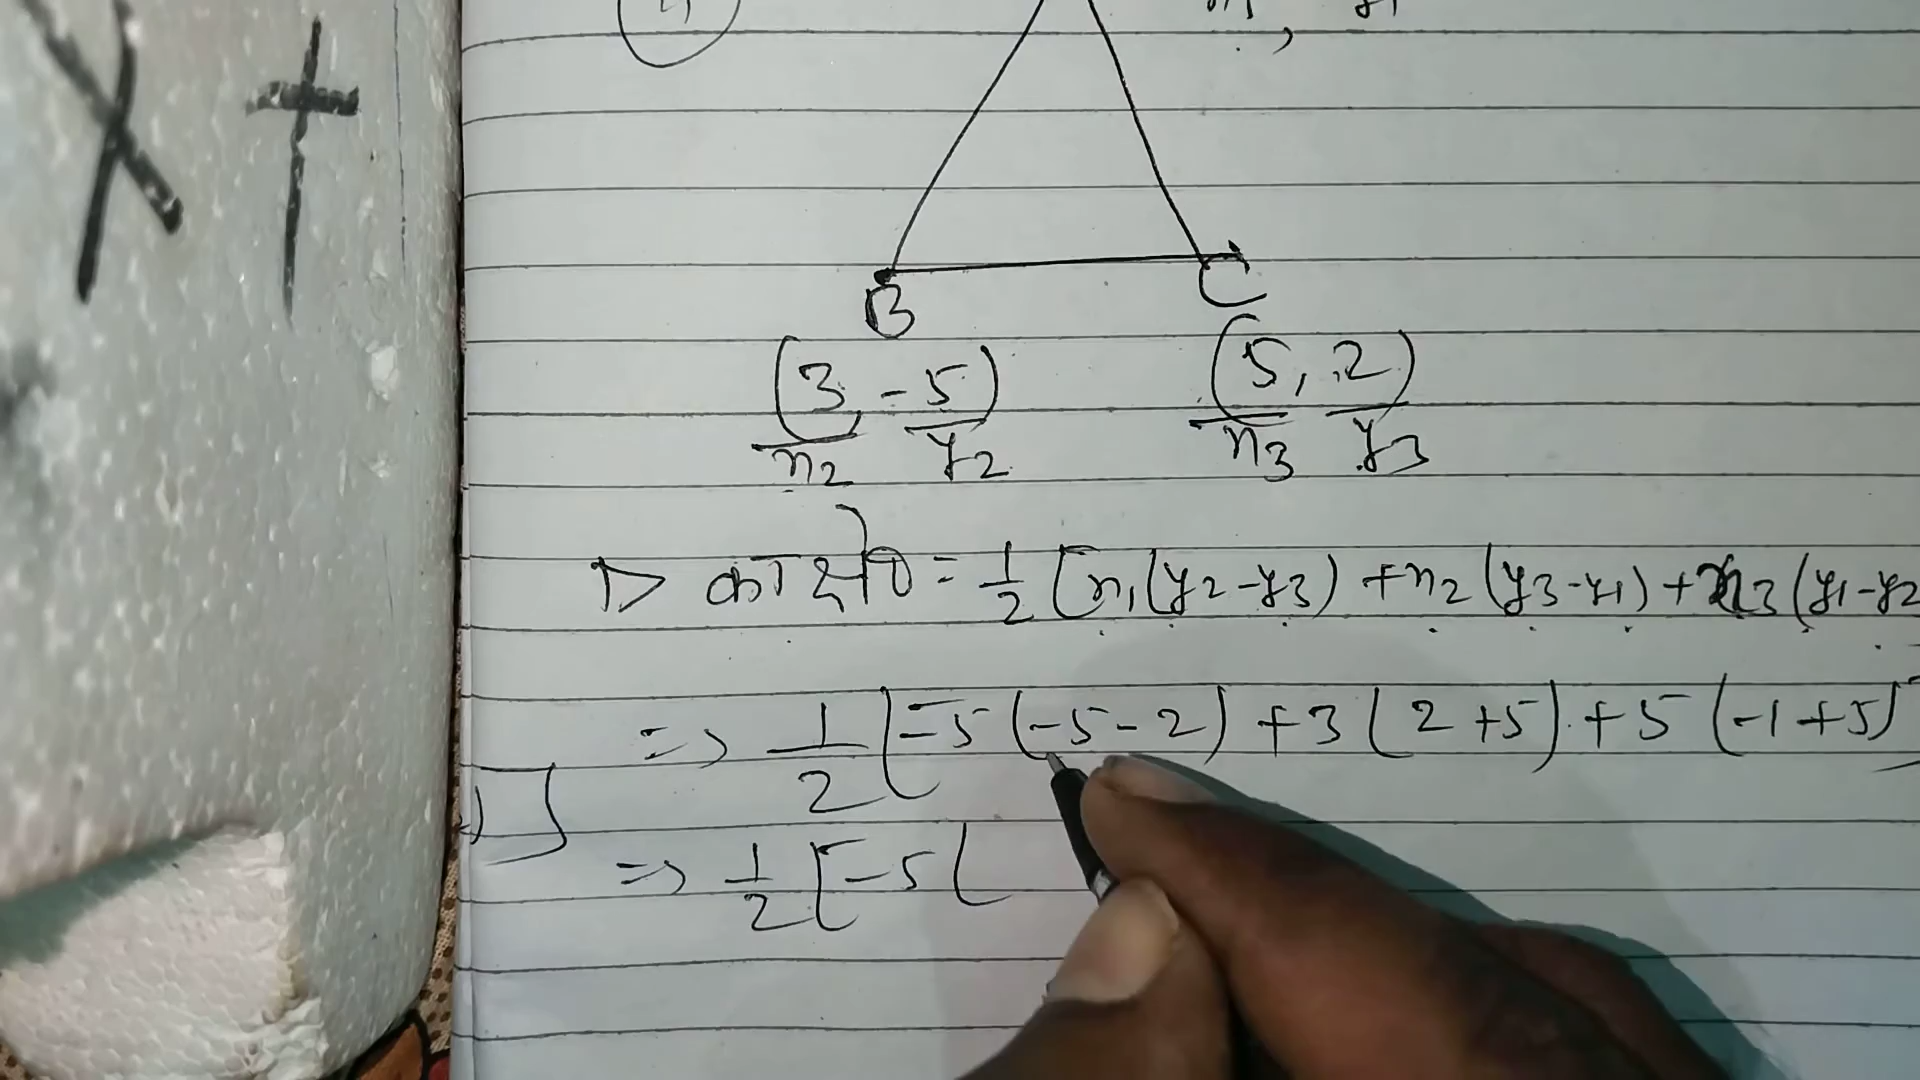 B C
(3, -5) (5, 2)
x2 y2 x3 y3
= 1/2 [x1(y2-y3) + x2(y3-y1) + x3(y1-y2
=> 1/2 [-5(-5-2) + 3(2+5) + 5(-1+5)]
=> 1/2 [-5(